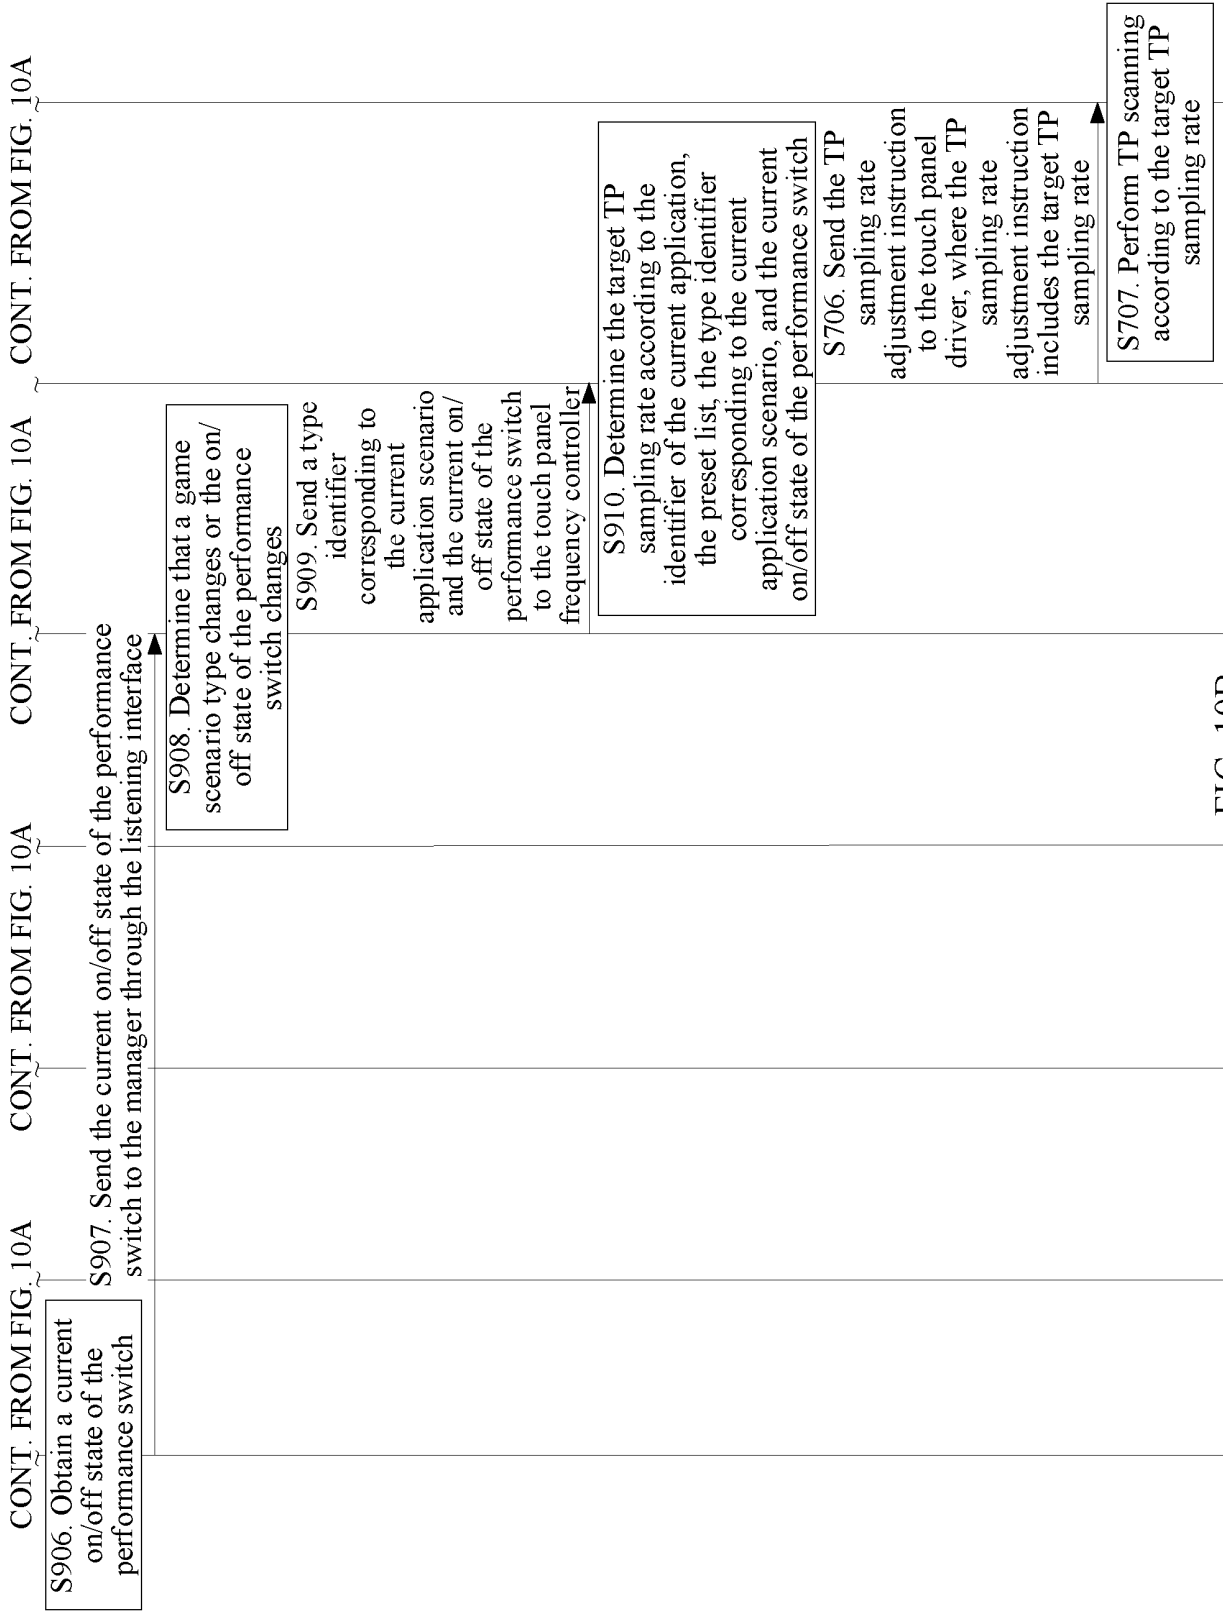 CONT. FROM FIG. 10A
CONT. FROM FIG. 10A
CONT. FROM FIG. 10A
CONT. FROM FIG. 10A
S906. Obtain a current
on/off state of the
performance switch
S907. Send the current on/off state of the performance
switch to the manager through the listening interface
S908. Determine that a game
scenario type changes or the on/
off state of the performance
switch changes
S909. Send a type
identifier
corresponding to
the current
application scenario
and the current on/
off state of the
performance switch
to the touch panel
frequency controller
S910. Determine the target TP
sampling rate according to the
identifier of the current application,
the preset list, the type identifier
corresponding to the current
application scenario, and the current
on/off state of the performance switch
S706. Send the TP
sampling rate
adjustment instruction
to the touch panel
driver, where the TP
sampling rate
adjustment instruction
includes the target TP
sampling rate
S707. Perform TP scanning
according to the target TP
sampling rate
FIG.